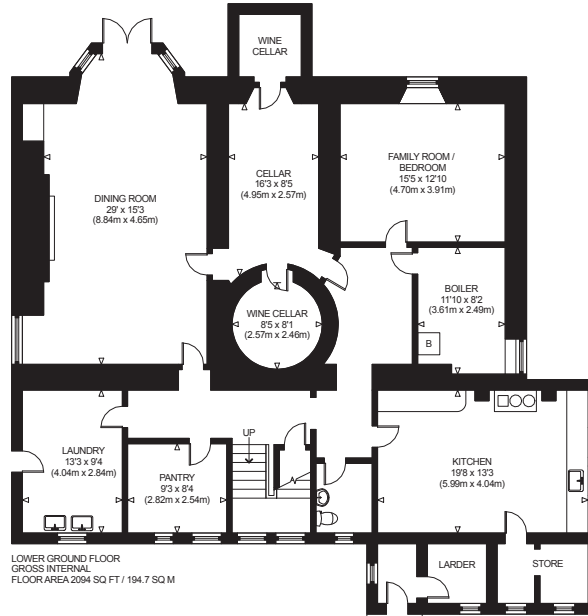 WINE
CELLAR
CELLAR
16'3 x 8'5
(4.95m x 2.57m)
FAMILY ROOM /
BEDROOM
15'5 x 12'10
(4.70m x 3.91m)
DINING ROOM
29' x 15'3
(8.84m x 4.65m)
BOILER
11'10 x 8'2
(3.61m x 2.49m)
B
WINE CELLAR
8'5 x 8'1
(2.57m x 2.46m)
UP
LAUNDRY
13'3 x 9'4
(4.04m x 2.84m)
PANTRY
9'3 x 8'4
(2.82m x 2.54m)
KITCHEN
19'8 x 13'3
(5.99m x 4.04m)
LARDER
STORE
LOWER GROUND FLOOR
GROSS INTERNAL
FLOOR AREA 2094 SQ FT / 194.7 SQ M